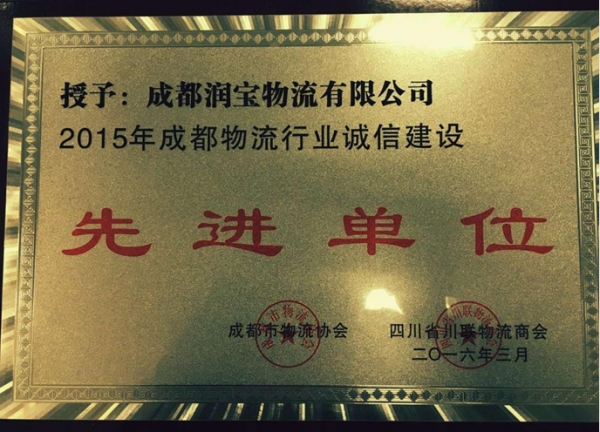 授予：成都润宝物流有限公司
2015年成都物流行业诚信建设
先进单位
成都市物流协会 四川省川联物流商会
二〇一六年三月